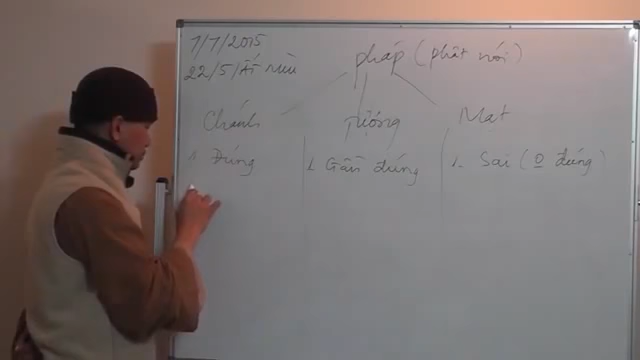 7/7/2015
22/5/Ất mùi
pháp (phật nói)
Chánh Tướng Mạt
1. Đúng 1. Gần đúng 1. Sai (0 đúng)